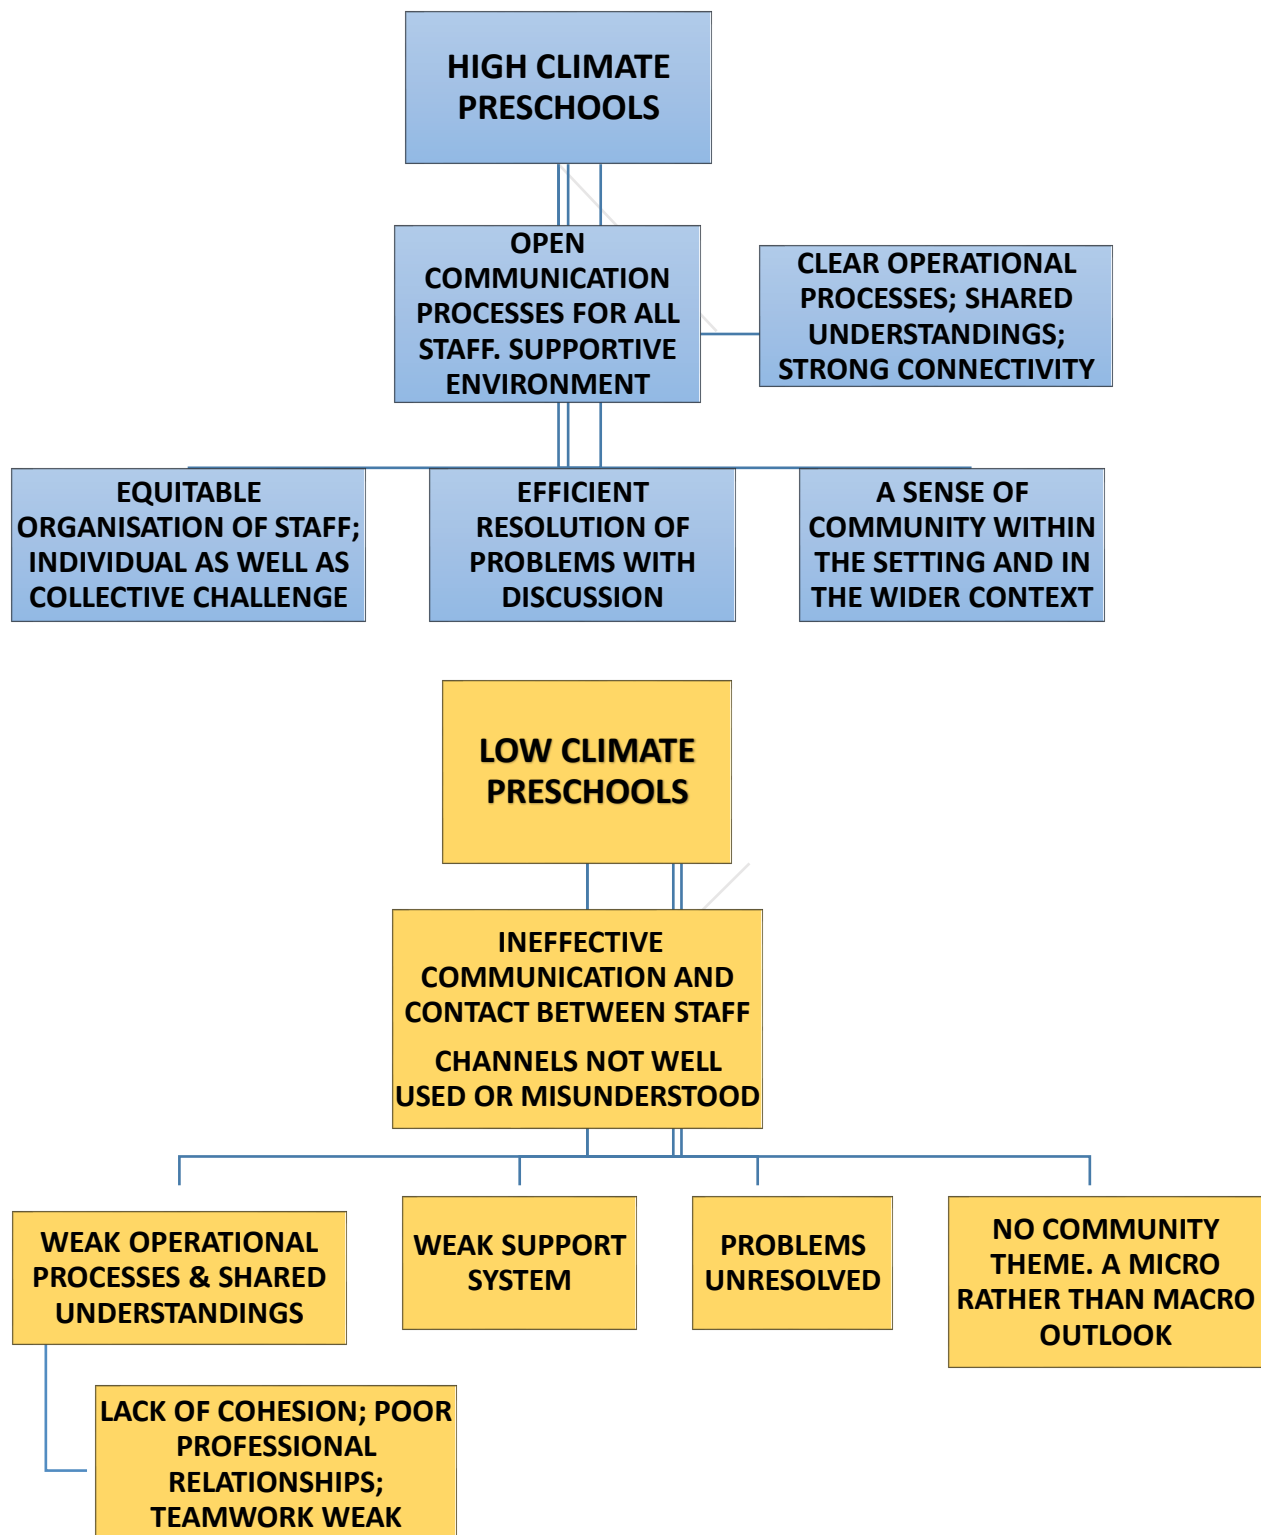 HIGH CLIMATE
PRESCHOOLS
OPEN
COMMUNICATION
PROCESSES FOR ALL
STAFF. SUPPORTIVE
ENVIRONMENT
CLEAR OPERATIONAL
PROCESSES; SHARED
UNDERSTANDINGS;
STRONG CONNECTIVITY
EQUITABLE
ORGANISATION OF STAFF;
INDIVIDUAL AS WELL AS
COLLECTIVE CHALLENGE
EFFICIENT
RESOLUTION OF
PROBLEMS WITH
DISCUSSION
A SENSE OF
COMMUNITY WITHIN
THE SETTING AND IN
THE WIDER CONTEXT
LOW CLIMATE
PRESCHOOLS
INEFFECTIVE
COMMUNICATION AND
CONTACT BETWEEN STAFF
CHANNELS NOT WELL
USED OR MISUNDERSTOOD
WEAK OPERATIONAL
PROCESSES & SHARED
UNDERSTANDINGS
WEAK SUPPORT
SYSTEM
PROBLEMS
UNRESOLVED
NO COMMUNITY
THEME. A MICRO
RATHER THAN MACRO
OUTLOOK
LACK OF COHESION; POOR
PROFESSIONAL
RELATIONSHIPS;
TEAMWORK WEAK